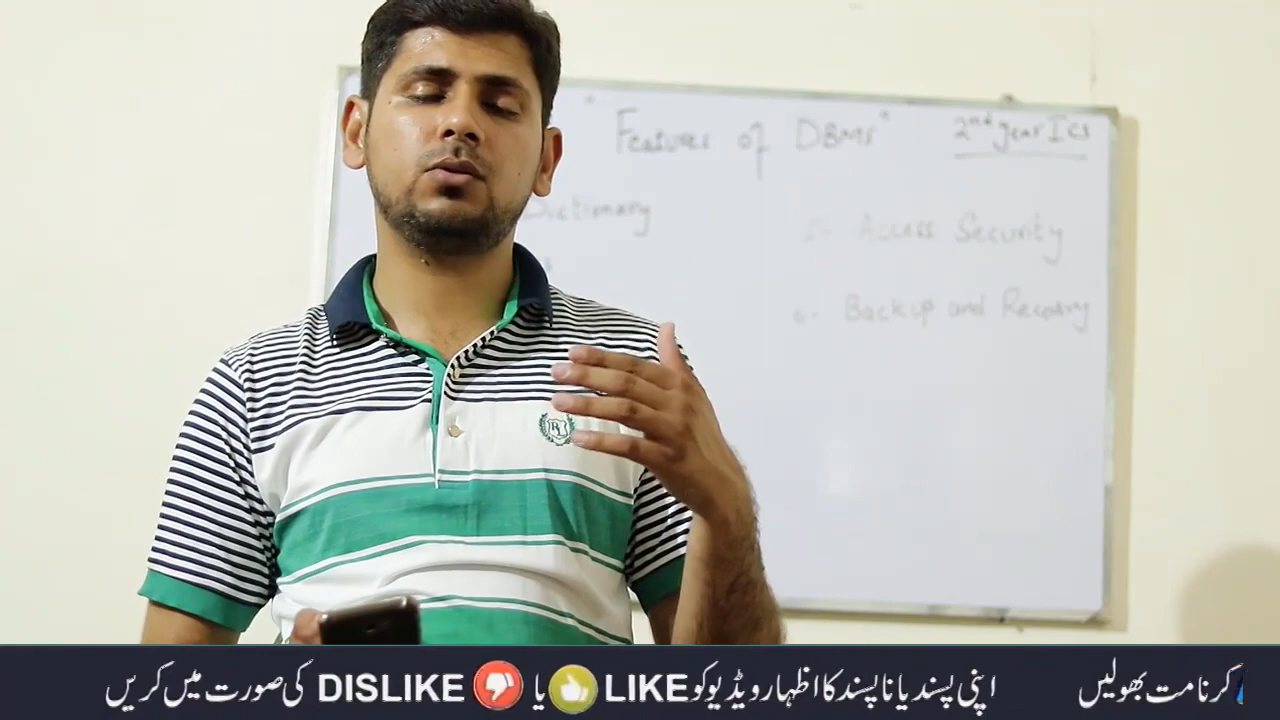 "Features of DBMS" 2nd year ICS
Dictionary
5. Access Security
6. Backup and Recovery
کرنا مت بھولیں اپنی پسند یا ناپسند کا اظہار ویڈیو کو LIKE یا DISLIKE کی صورت میں کریں